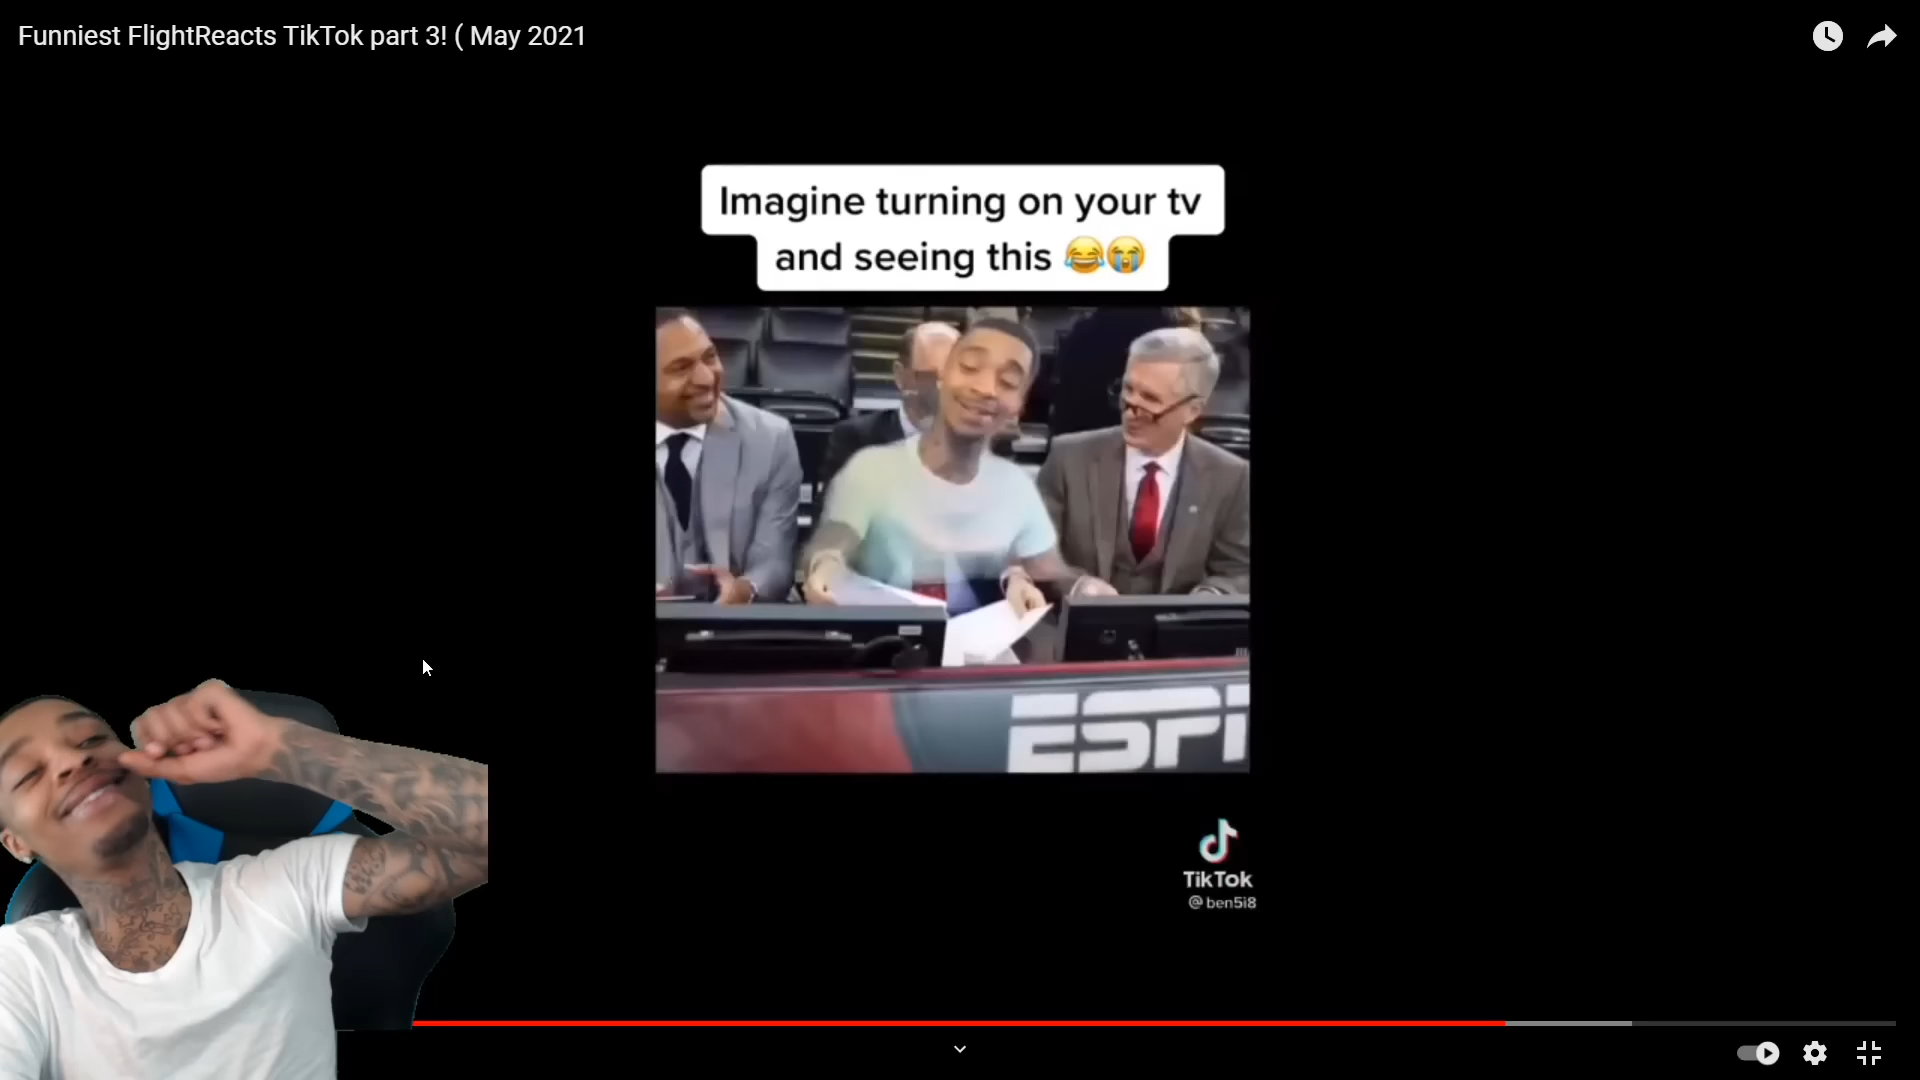 Funniest FlightReacts TikTok part 3! ( May 2021
Imagine turning on your tv
and seeing this 😂😭
ESPN
TikTok
@ben5i8